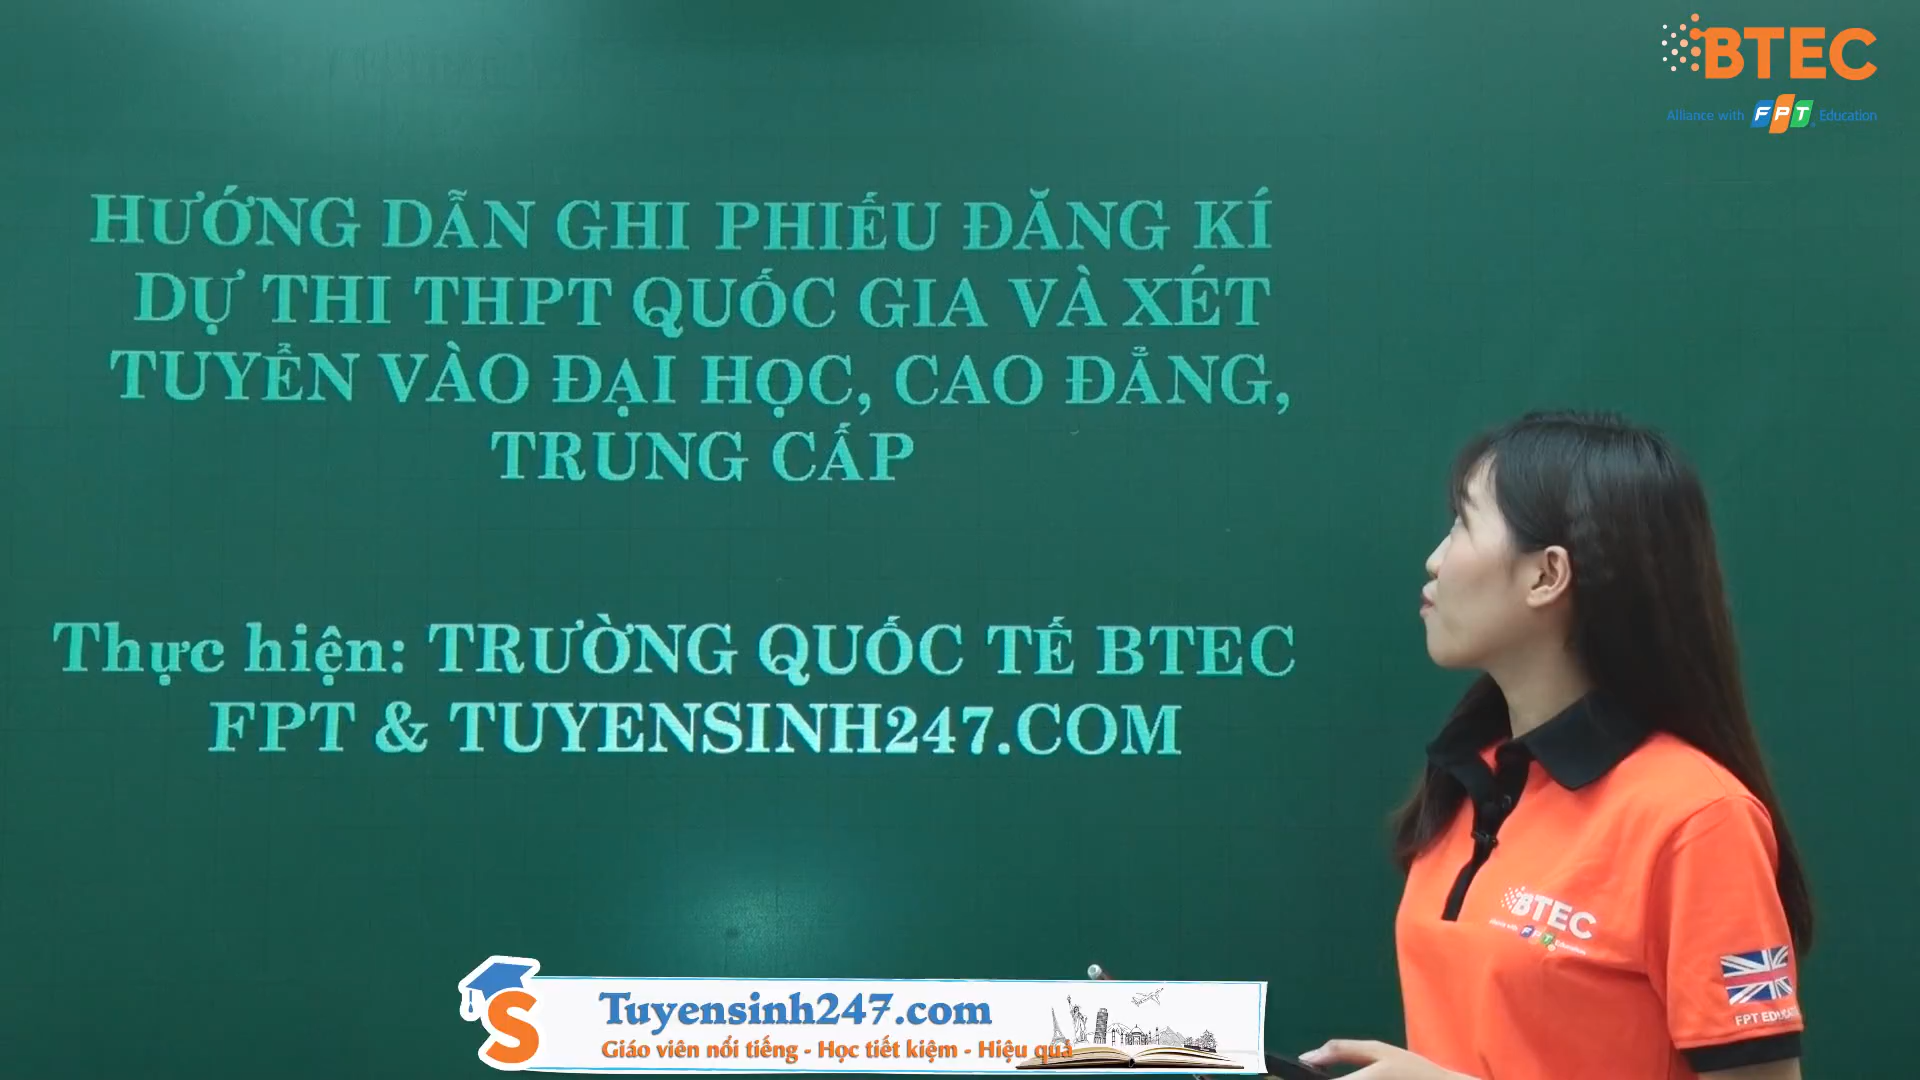 BTEC
Alliance with FPT Education
HƯỚNG DẪN GHI PHIẾU ĐĂNG KÍ
DỰ THI THPT QUỐC GIA VÀ XÉT
TUYỂN VÀO ĐẠI HỌC, CAO ĐẲNG,
TRUNG CẤP
Thực hiện: TRƯỜNG QUỐC TẾ BTEC
FPT & TUYENSINH247.COM
BTEC
FPT
S
Tuyensinh247.com
Giáo viên nổi tiếng - Học tiết kiệm - Hiệu quả